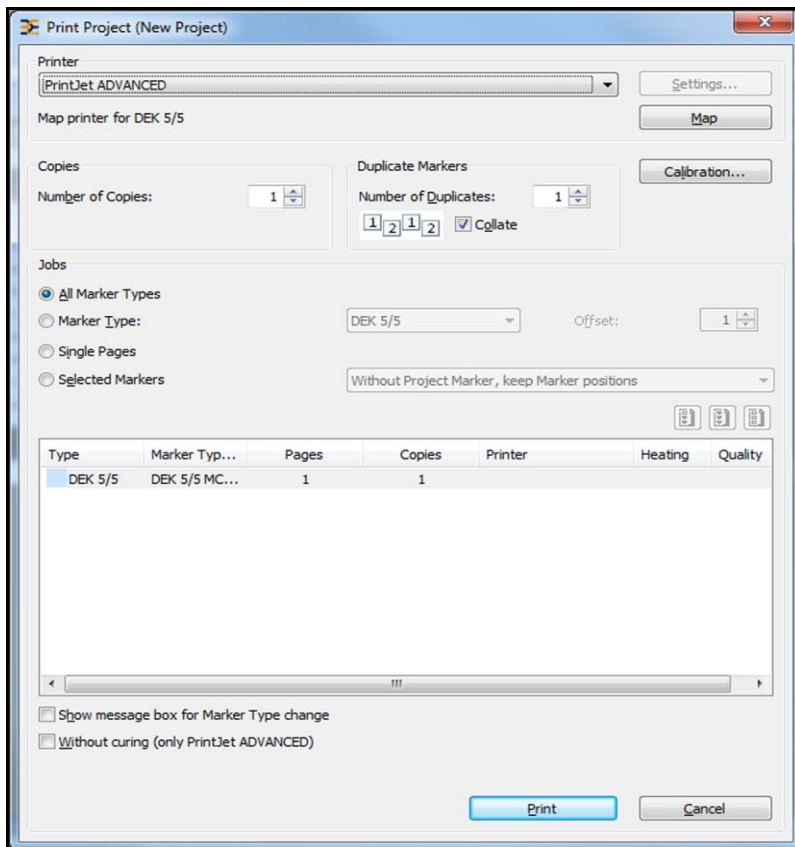 Print Project (New Project)
Printer
PrintJet ADVANCED
Settings...
Map printer for DEK 5/5
Map
Copies
Duplicate Markers
Calibration...
Number of Copies: 1
Number of Duplicates: 1
1 2 1 2 Collate
Jobs
All Marker Types
Marker Type: DEK 5/5 Offset: 1
Single Pages
Selected Markers Without Project Marker, keep Marker positions
Type Marker Typ... Pages Copies Printer Heating Quality
DEK 5/5 DEK 5/5 MC... 1 1
Show message box for Marker Type change
Without curing (only PrintJet ADVANCED)
Print Cancel